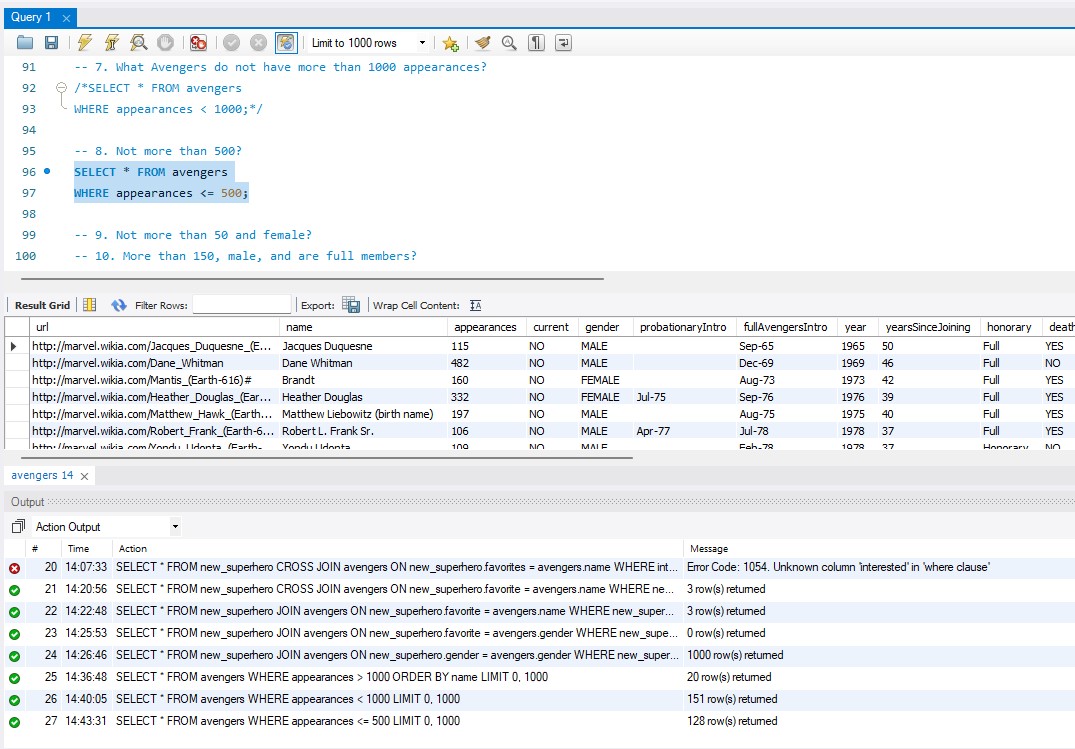 Query 1
Limit to 1000 rows
91 -- 7. What Avengers do not have more than 1000 appearances?
92 /*SELECT * FROM avengers
93 WHERE appearances < 1000;*/
94
95 -- 8. Not more than 500?
96 SELECT * FROM avengers
97 WHERE appearances <= 500;
98
99 -- 9. Not more than 50 and female?
100 -- 10. More than 150, male, and are full members?
Result Grid Filter Rows: Export: Wrap Cell Content: IA
url name appearances current gender probationaryIntro fullAvengersIntro year yearsSinceJoining honorary death
http://marvel.wikia.com/Jacques_Duquesne_(E... Jacques Duquesne 115 NO MALE Sep-65 1965 50 Full YES
http://marvel.wikia.com/Dane_Whitman Dane Whitman 482 NO MALE Dec-69 1969 46 Full NO
http://marvel.wikia.com/Mantis_(Earth-616)# Brandt 160 NO FEMALE Aug-73 1973 42 Full YES
http://marvel.wikia.com/Heather_Douglas_(Ear... Heather Douglas 332 NO FEMALE Jul-75 Sep-76 1976 39 Full YES
http://marvel.wikia.com/Matthew_Hawk_(Earth... Matthew Liebowitz (birth name) 197 NO MALE Aug-75 1975 40 Full YES
http://marvel.wikia.com/Robert_Frank_(Earth-6... Robert L. Frank Sr. 106 NO MALE Apr-77 Jul-78 1978 37 Full YES
http://marvel.wikia.com/Yondu_Udonta_(Earth- Yondu Udonta 109 NO MALE Feb-78 1978 37 Honorary NO
avengers 14
Output
Action Output
# Time Action Message
20 14:07:33 SELECT * FROM new_superhero CROSS JOIN avengers ON new_superhero.favorites = avengers.name WHERE int... Error Code: 1054. Unknown column 'interested' in 'where clause'
21 14:20:56 SELECT * FROM new_superhero CROSS JOIN avengers ON new_superhero.favorite = avengers.name WHERE ne... 3 row(s) returned
22 14:22:48 SELECT * FROM new_superhero JOIN avengers ON new_superhero.favorite = avengers.name WHERE new_super... 3 row(s) returned
23 14:25:53 SELECT * FROM new_superhero JOIN avengers ON new_superhero.favorite = avengers.gender WHERE new_supe... 0 row(s) returned
24 14:26:46 SELECT * FROM new_superhero JOIN avengers ON new_superhero.gender = avengers.gender WHERE new_super... 1000 row(s) returned
25 14:36:48 SELECT * FROM avengers WHERE appearances > 1000 ORDER BY name LIMIT 0, 1000 20 row(s) returned
26 14:40:05 SELECT * FROM avengers WHERE appearances < 1000 LIMIT 0, 1000 151 row(s) returned
27 14:43:31 SELECT * FROM avengers WHERE appearances <= 500 LIMIT 0, 1000 128 row(s) returned